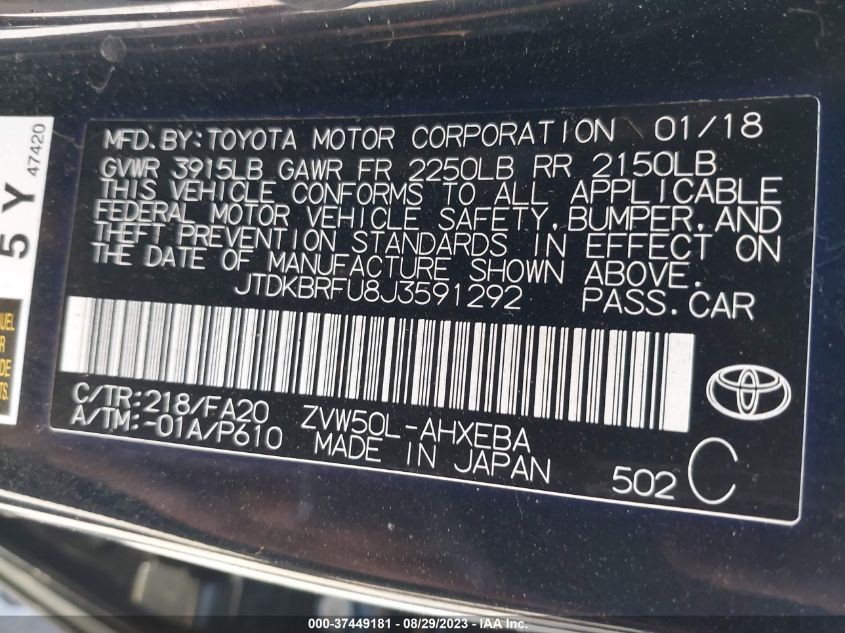 MFD.BY:TOYOTA MOTOR CORPORATION 01/18
GVWR 3915LB GAWR FR 2250LB RR 2150LB
THIS VEHICLE CONFORMS TO ALL APPLICABLE
FEDERAL MOTOR VEHICLE SAFETY,BUMPER,AND
THEFT PREVENTION STANDARDS IN EFFECT ON
THE DATE OF MANUFACTURE SHOWN ABOVE.
JTDKBRFU8J3591292 PASS.CAR
C/TR:218/FA20 ZVW50L-AHXEBA
A/TM:-01A/P610 MADE IN JAPAN
502 C
5Y
47420
000-37449181 - 08/29/2023 - IAA Inc.